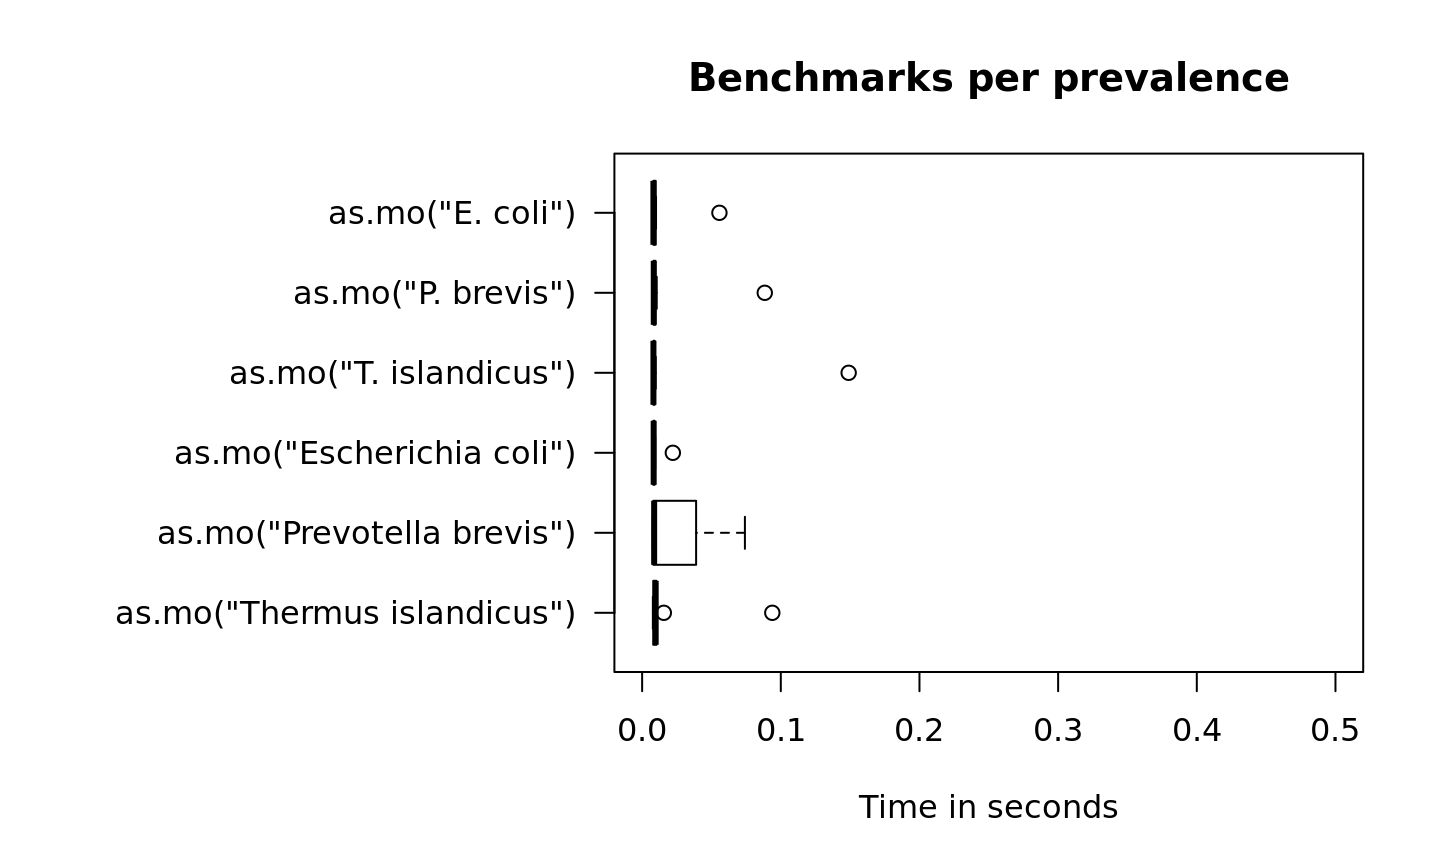 Benchmarks per prevalence
as.mo("E. coli")
as.mo("P. brevis")
as.mo("T. islandicus")
as.mo("Escherichia coli")
as.mo("Prevotella brevis")
as.mo("Thermus islandicus")
0.0 0.1 0.2 0.3 0.4 0.5
Time in seconds